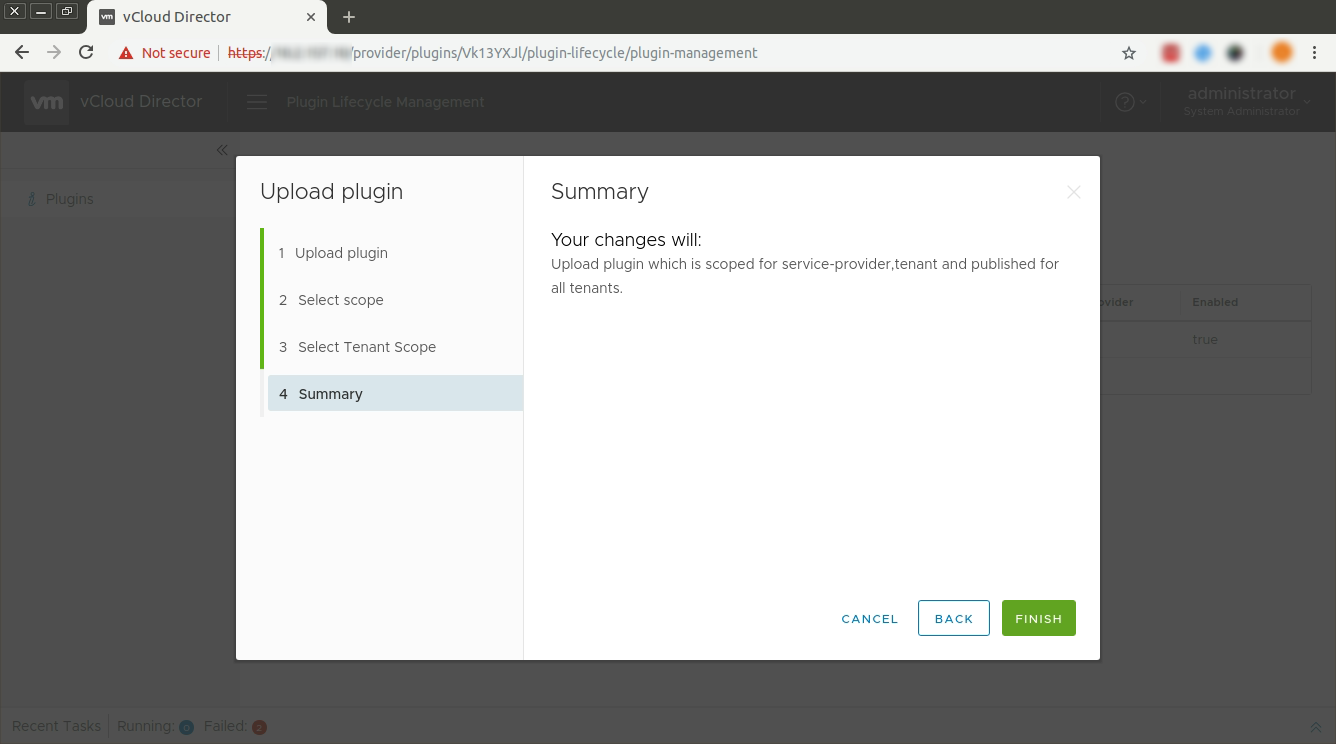 vm vCloud Director
Not secure https:/ /provider/plugins/Vk13YXJl/plugin-lifecycle/plugin-management
vm vCloud Director Plugin Lifecycle Management administrator
System Administrator
Plugins
Upload plugin
1 Upload plugin
2 Select scope
3 Select Tenant Scope
4 Summary
Summary
Your changes will:
Upload plugin which is scoped for service-provider,tenant and published for
all tenants.
Enabled
true
CANCEL BACK FINISH
Recent Tasks Running: 0 Failed: 2